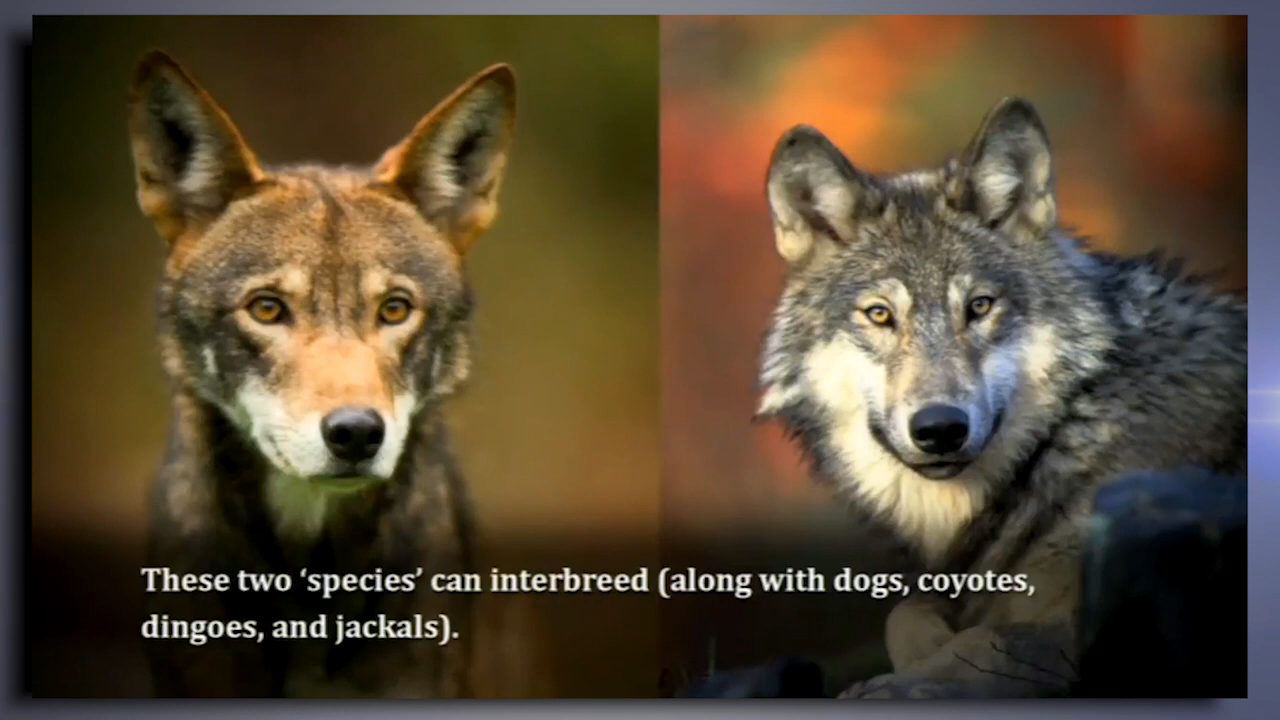 These two ‘species’ can interbreed (along with dogs, coyotes,
dingoes, and jackals).